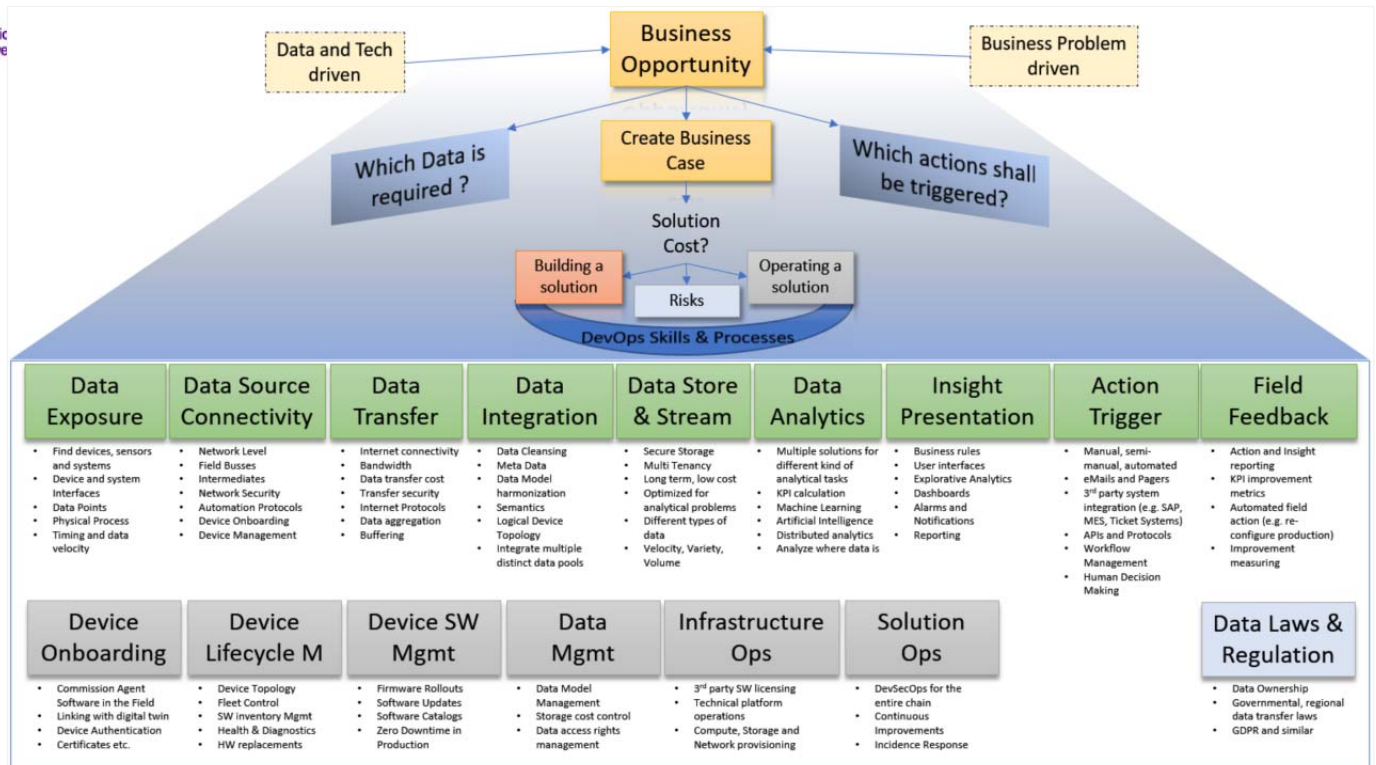 Data and Tech
driven
Business
Opportunity
Business Problem
driven
Which Data is
required ?
Create Business
Case
Which actions shall
be triggered?
Solution
Cost?
Building a
solution
Risks
Operating a
solution
DevOps Skills & Processes
Data
Exposure
• Find devices, sensors
and systems
• Device and system
Interfaces
• Data Points
• Physical Process
• Timing and data
velocity
Data Source
Connectivity
• Network Level
• Field Busses
• Intermediates
• Network Security
• Automation Protocols
• Device Onboarding
• Device Management
Data
Transfer
• Internet connectivity
• Bandwidth
• Data transfer cost
• Transfer security
• Internet Protocols
• Data aggregation
• Buffering
Data
Integration
• Data Cleansing
• Meta Data
• Data Model
harmonization
• Semantics
• Logical Device
Topology
• Integrate multiple
distinct data pools
Data Store
& Stream
• Secure Storage
• Multi Tenancy
• Long term, low cost
• Optimized for
analytical problems
• Different types of
data
• Velocity, Variety,
Volume
Data
Analytics
• Multiple solutions for
different kind of
analytical tasks
• KPI calculation
• Machine Learning
• Artificial Intelligence
• Distributed analytics
• Analyze where data is
Insight
Presentation
• Business rules
• User interfaces
• Explorative Analytics
• Dashboards
• Alarms and
Notifications
• Reporting
Action
Trigger
• Manual, semi-
manual, automated
• eMails and Pagers
• 3rd party system
integration (e.g. SAP,
MES, Ticket Systems)
• APIs and Protocols
• Workflow
Management
• Human Decision
Making
Field
Feedback
• Action and Insight
reporting
• KPI improvement
metrics
• Automated field
action (e.g. re-
configure production)
• Improvement
measuring
Device
Onboarding
• Commission Agent
Software in the Field
• Linking with digital twin
• Device Authentication
• Certificates etc.
Device
Lifecycle M
• Device Topology
• Fleet Control
• SW inventory Mgmt
• Health & Diagnostics
• HW replacements
Device SW
Mgmt
• Firmware Rollouts
• Software Updates
• Software Catalogs
• Zero Downtime in
Production
Data
Mgmt
• Data Model
Management
• Storage cost control
• Data access rights
management
Infrastructure
Ops
• 3rd party SW licensing
• Technical platform
operations
• Compute, Storage and
Network provisioning
Solution
Ops
• DevSecOps for the
entire chain
• Continuous
Improvements
• Incidence Response
Data Laws &
Regulation
• Data Ownership
• Governmental, regional
data transfer laws
• GDPR and similar